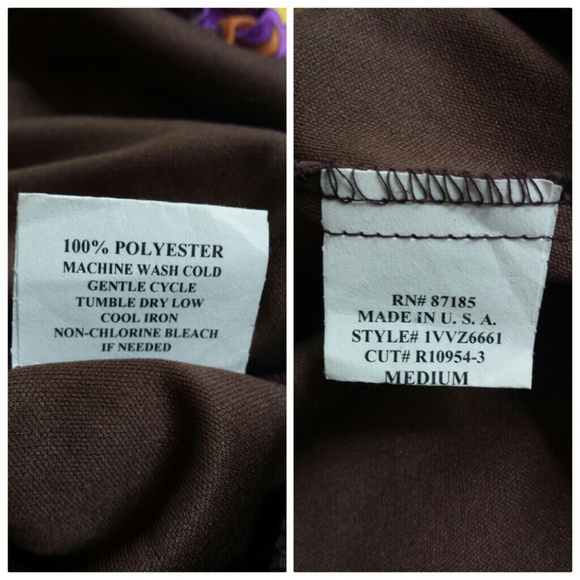 100% POLYESTER
MACHINE WASH COLD
GENTLE CYCLE
TUMBLE DRY LOW
COOL IRON
NON-CHLORINE BLEACH
IF NEEDED
RN# 87185
MADE IN U. S. A.
STYLE# 1VVZ6661
CUT# R10954-3
MEDIUM